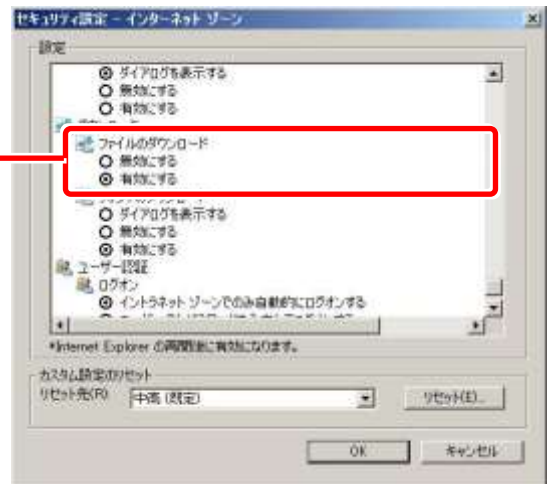 セキュリティ設定 - インターネット ゾーン
設定
ダイアログを表示する
無効にする
有効にする
ファイルのダウンロード
無効にする
有効にする
ダイアログを表示する
無効にする
有効にする
ユーザー認証
ログオン
イントラネット ゾーンでのみ自動的にログオンする
*Internet Explorer の再開始後に有効になります。
カスタム設定のリセット
リセット先(R)
中高 (既定)
リセット(E)...
OK
キャンセル